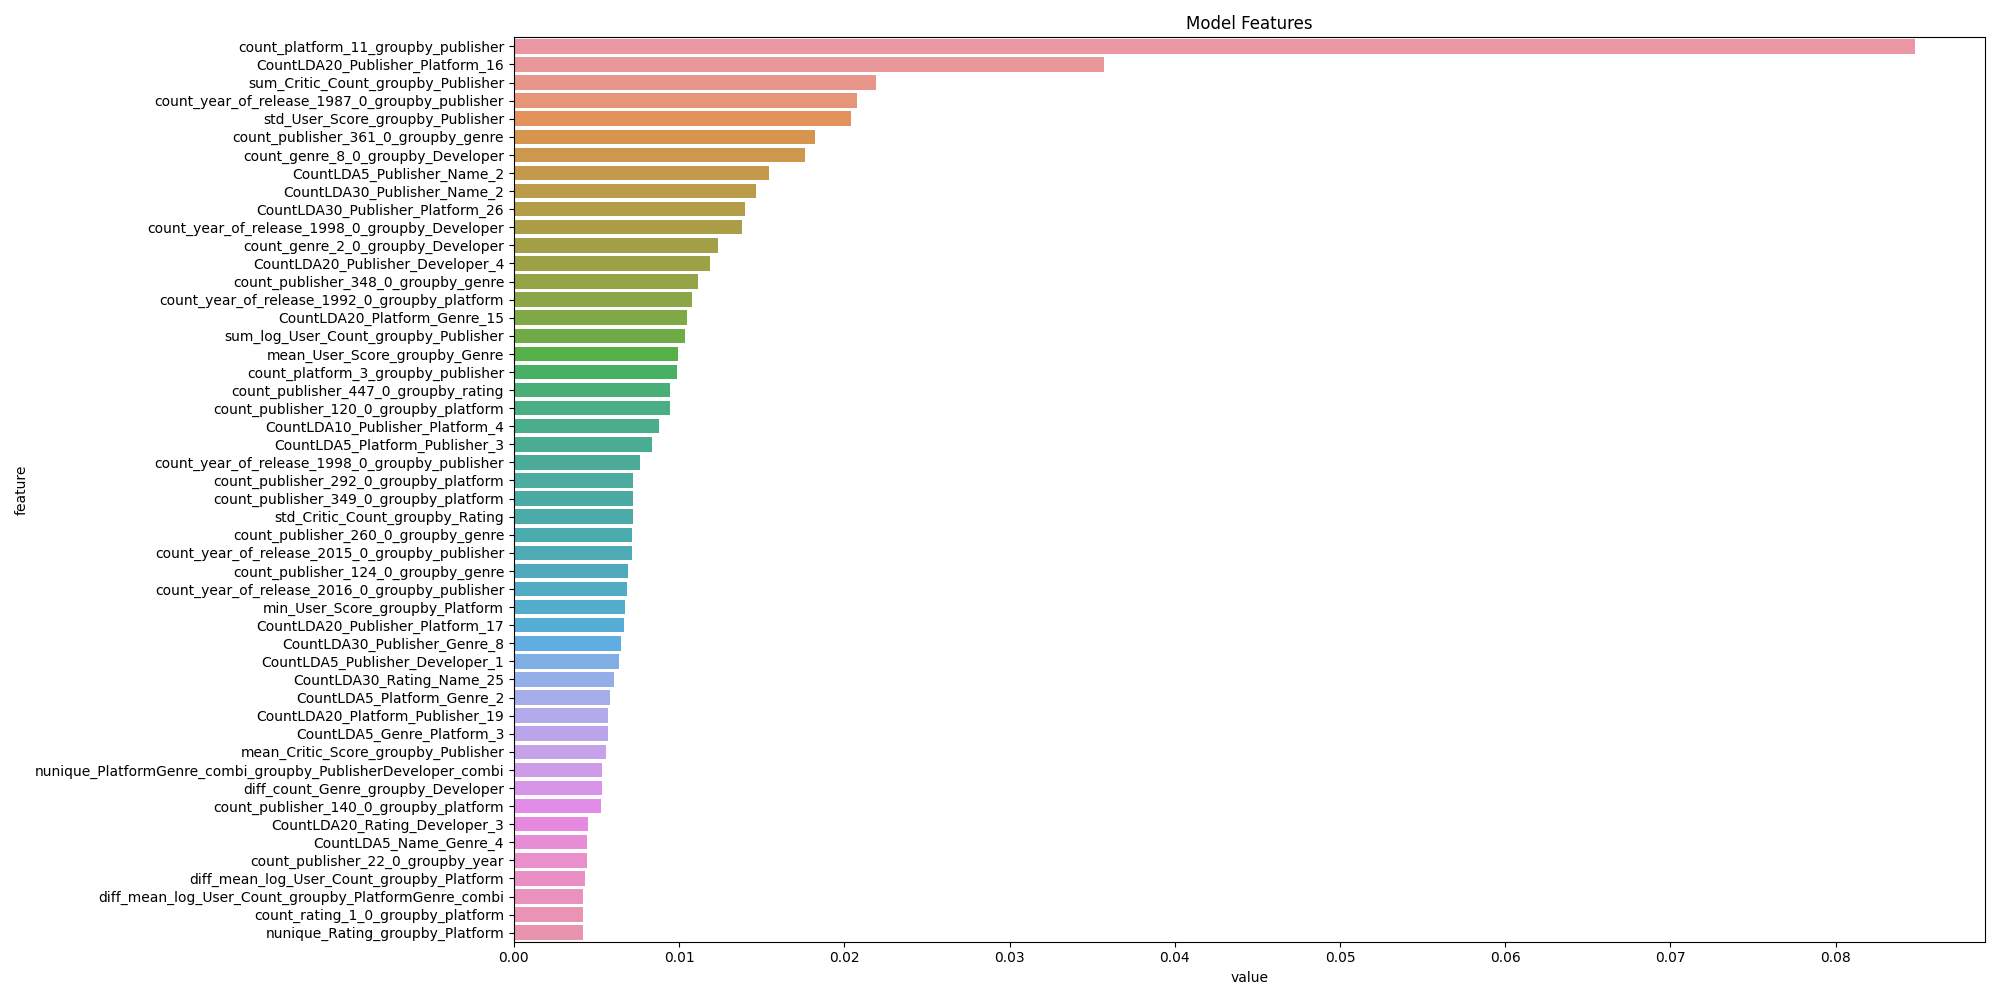 Model Features
count_platform_11_groupby_publisher
CountLDA20_Publisher_Platform_16
sum_Critic_Count_groupby_Publisher
count_year_of_release_1987_0_groupby_publisher
std_User_Score_groupby_Publisher
count_publisher_361_0_groupby_genre
count_genre_8_0_groupby_Developer
CountLDA5_Publisher_Name_2
CountLDA30_Publisher_Name_2
CountLDA30_Publisher_Platform_26
count_year_of_release_1998_0_groupby_Developer
count_genre_2_0_groupby_Developer
CountLDA20_Publisher_Developer_4
count_publisher_348_0_groupby_genre
count_year_of_release_1992_0_groupby_platform
CountLDA20_Platform_Genre_15
sum_log_User_Count_groupby_Publisher
mean_User_Score_groupby_Genre
count_platform_3_groupby_publisher
count_publisher_447_0_groupby_rating
count_publisher_120_0_groupby_platform
CountLDA10_Publisher_Platform_4
CountLDA5_Platform_Publisher_3
count_year_of_release_1998_0_groupby_publisher
count_publisher_292_0_groupby_platform
count_publisher_349_0_groupby_platform
std_Critic_Count_groupby_Rating
count_publisher_260_0_groupby_genre
count_year_of_release_2015_0_groupby_publisher
count_publisher_124_0_groupby_genre
count_year_of_release_2016_0_groupby_publisher
min_User_Score_groupby_Platform
CountLDA20_Publisher_Platform_17
CountLDA30_Publisher_Genre_8
CountLDA5_Publisher_Developer_1
CountLDA30_Rating_Name_25
CountLDA5_Platform_Genre_2
CountLDA20_Platform_Publisher_19
CountLDA5_Genre_Platform_3
mean_Critic_Score_groupby_Publisher
nunique_PlatformGenre_combi_groupby_PublisherDeveloper_combi
diff_count_Genre_groupby_Developer
count_publisher_140_0_groupby_platform
CountLDA20_Rating_Developer_3
CountLDA5_Name_Genre_4
count_publisher_22_0_groupby_year
diff_mean_log_User_Count_groupby_Platform
diff_mean_log_User_Count_groupby_PlatformGenre_combi
count_rating_1_0_groupby_platform
nunique_Rating_groupby_Platform
feature
0.00 0.01 0.02 0.03 0.04 0.05 0.06 0.07 0.08
value